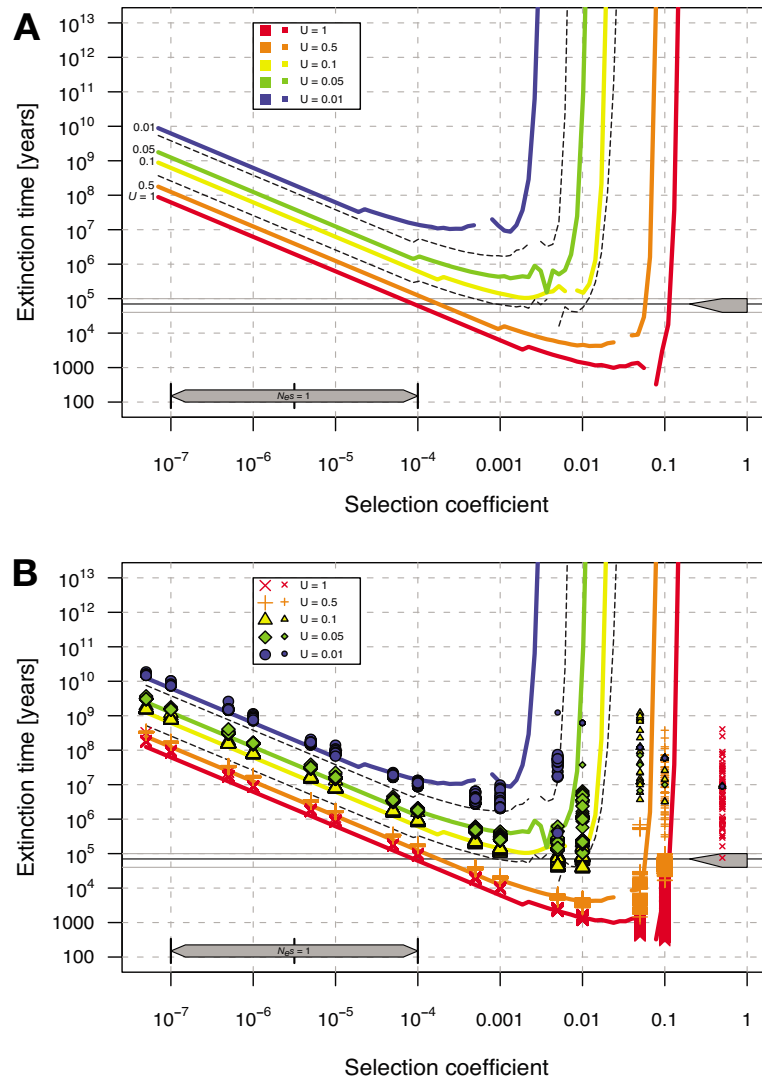 A
Extinction time [years]
10^13
10^12
10^11
10^10
10^9
10^8
10^7
10^6
10^5
10^4
1000
100
U = 1
U = 0.5
U = 0.1
U = 0.05
U = 0.01
0.01
0.05
0.1
0.5
U = 1
N_e s = 1
10^−7 10^−6 10^−5 10^−4 0.001 0.01 0.1 1
Selection coefficient
B
Extinction time [years]
10^13
10^12
10^11
10^10
10^9
10^8
10^7
10^6
10^5
10^4
1000
100
U = 1
U = 0.5
U = 0.1
U = 0.05
U = 0.01
N_e s = 1
10^−7 10^−6 10^−5 10^−4 0.001 0.01 0.1 1
Selection coefficient